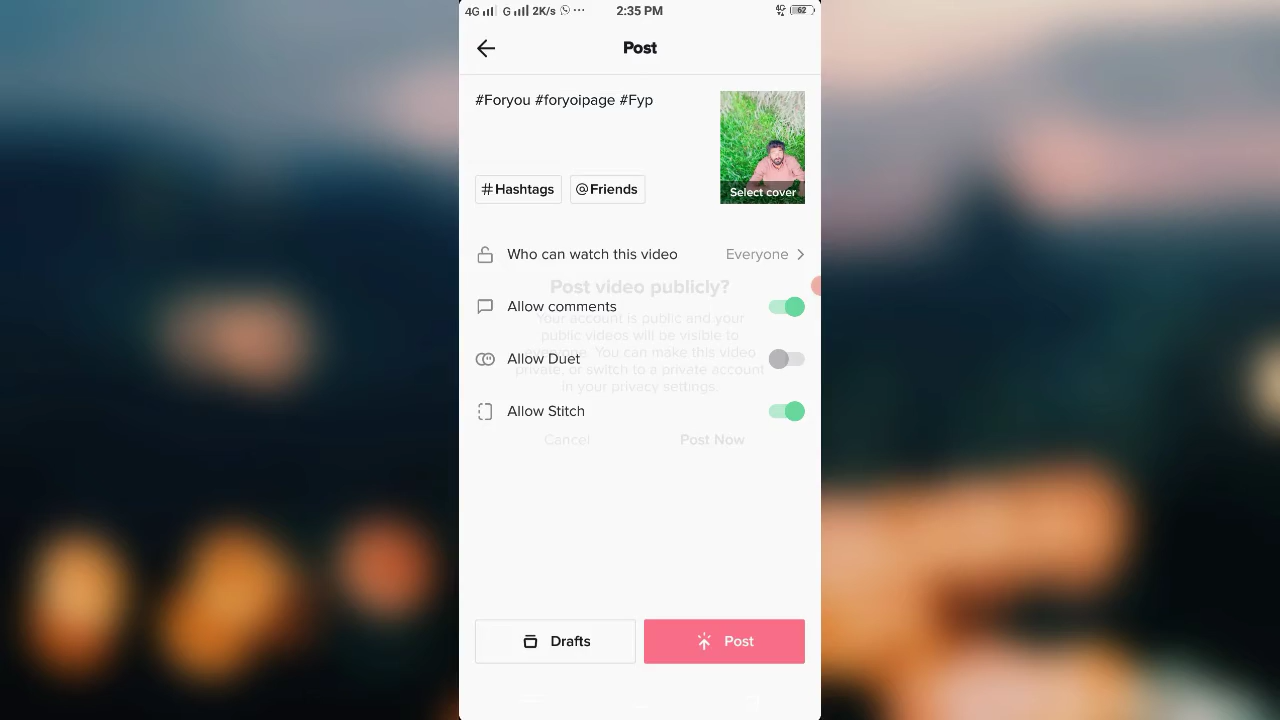 4G G 2K/s ... 2:35 PM 4G 62
Post
#Foryou #foryoipage #Fyp
Select cover
#Hashtags @Friends
Who can watch this video Everyone
Post video publicly?
Allow comments
Your account is public and your
public videos will be visible to
You can make this video
Allow Duet
private, or switch to a private account
in your privacy settings.
Allow Stitch
Cancel Post Now
Drafts Post